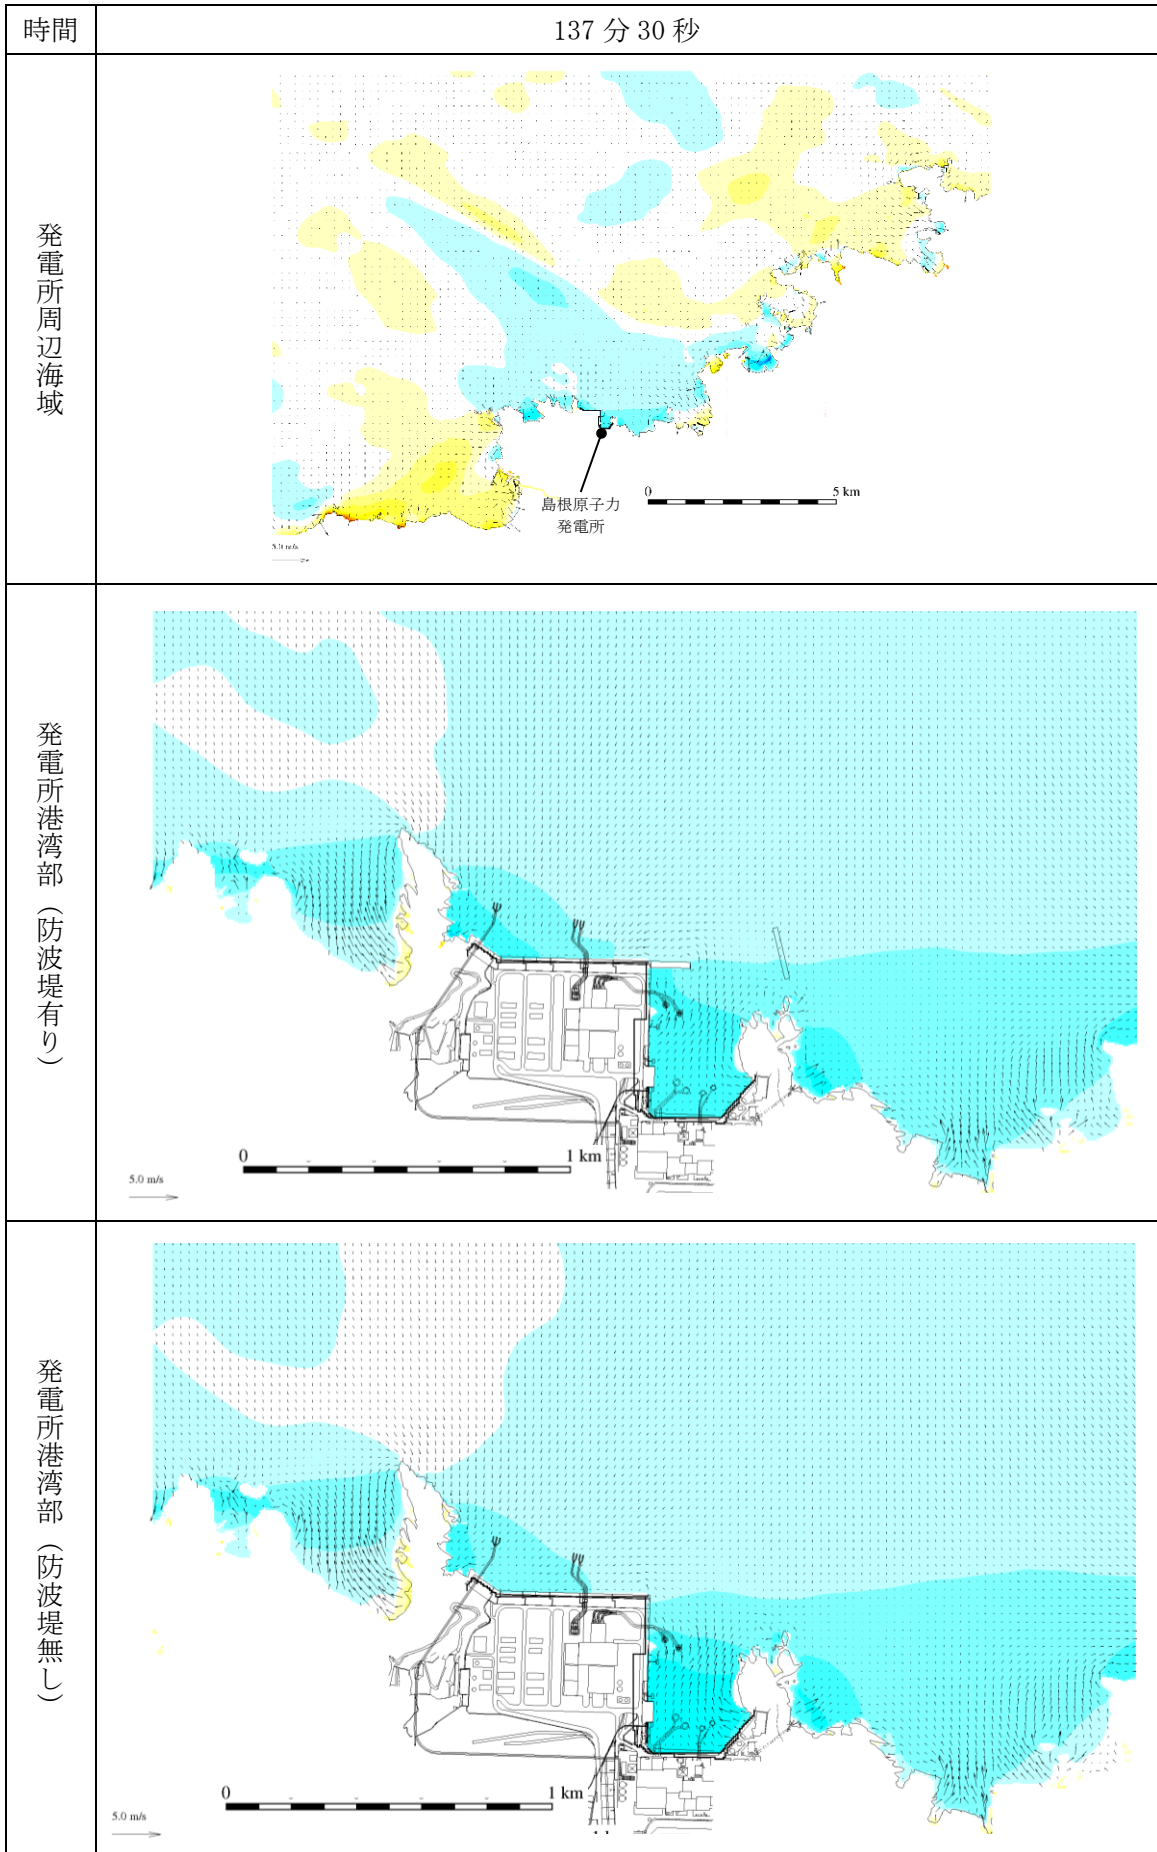 時間
137 分 30 秒
発電所周辺海域
島根原子力
発電所
0
5 km
5.0 m/s
発電所港湾部（防波堤有り）
0
1 km
5.0 m/s
発電所港湾部（防波堤無し）
0
1 km
5.0 m/s